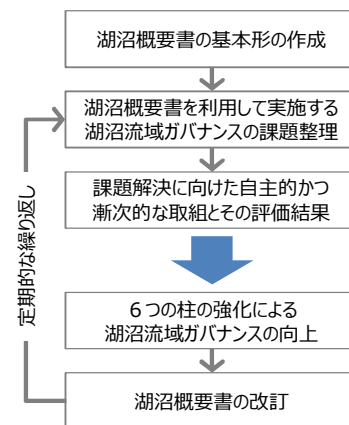 湖沼概要書の基本形の作成
湖沼概要書を利用して実施する
湖沼流域ガバナンスの課題整理
課題解決に向けた自主的かつ
漸次的な取組とその評価結果
６つの柱の強化による
湖沼流域ガバナンスの向上
湖沼概要書の改訂
定期的な繰り返し